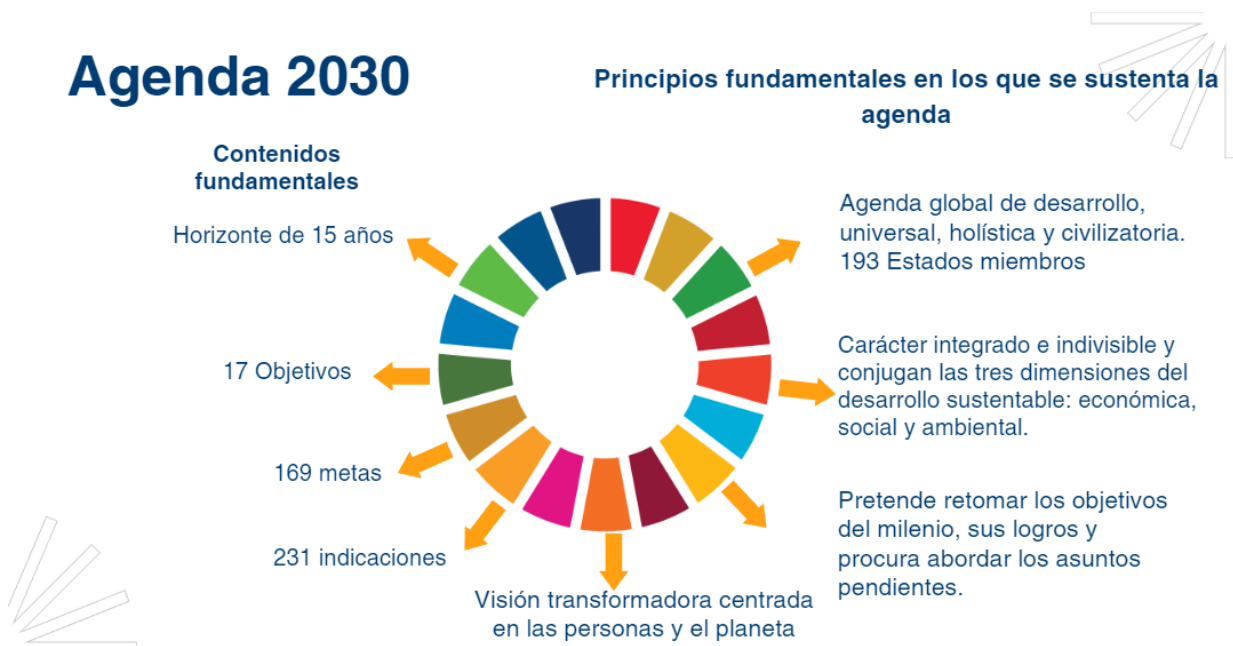 Agenda 2030
Contenidos
fundamentales
Horizonte de 15 años
17 Objetivos
169 metas
231 indicaciones
Visión transformadora centrada
en las personas y el planeta
Principios fundamentales en los que se sustenta la
agenda
Agenda global de desarrollo,
universal, holística y civilizatoria.
193 Estados miembros
Carácter integrado e indivisible y
conjugan las tres dimensiones del
desarrollo sustentable: económica,
social y ambiental.
Pretende retomar los objetivos
del milenio, sus logros y
procura abordar los asuntos
pendientes.